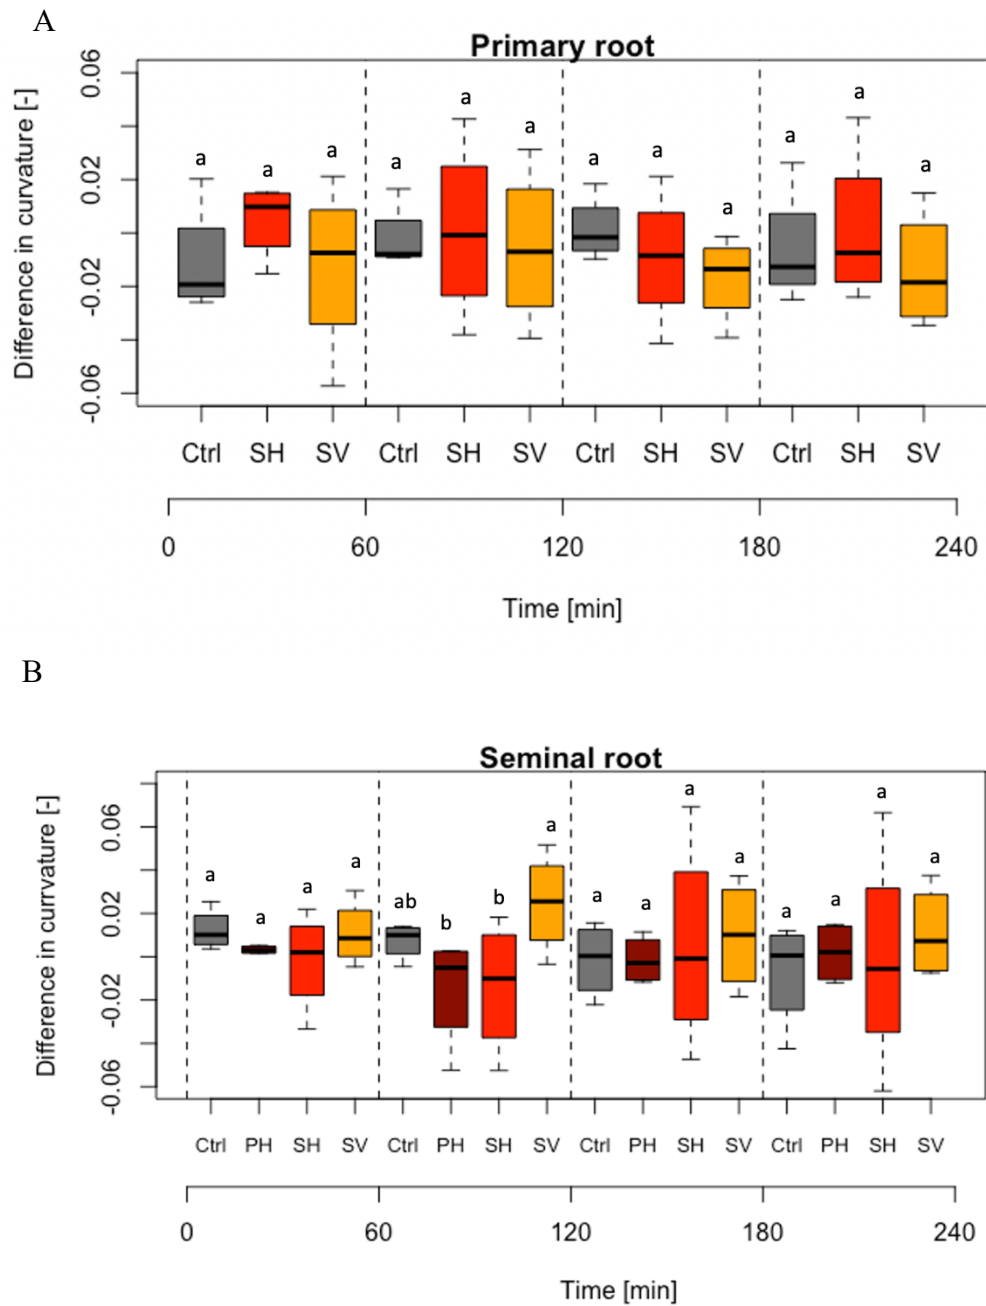 A
Primary root
Difference in curvature [-]
0.06
0.02
-0.02
-0.06
a a a a a a a a a a a a
Ctrl SH SV Ctrl SH SV Ctrl SH SV Ctrl SH SV
0 60 120 180 240
Time [min]
B
Seminal root
Difference in currvature [-]
0.06
0.02
-0.02
-0.06
a a a a ab b b a a a a a a a a a
Ctrl PH SH SV Ctrl PH SH SV Ctrl PH SH SV Ctrl PH SH SV
0 60 120 180 240
Time [min]